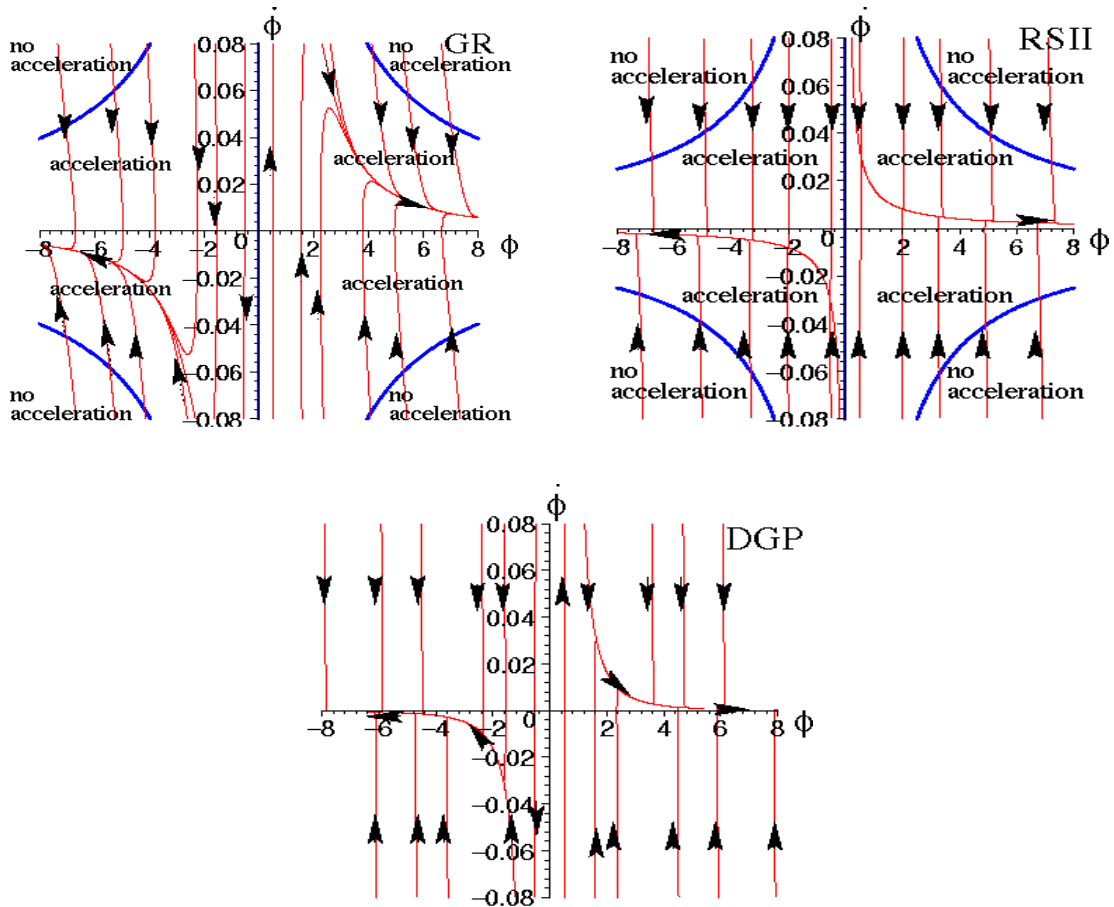 ϕ̇
no
acceleration
0.08
GR
0.06
0.04
acceleration
acceleration
0.02
0
−8
−6
−4
−2
2
4
6
8
ϕ
−0.02
acceleration
acceleration
−0.04
−0.06
no
acceleration
no
acceleration
−0.08
no
acceleration
ϕ̇
no
acceleration
0.08
no
acceleration
RSII
0.06
0.04
acceleration
acceleration
0.02
0
−8
−6
−4
−2
2
4
6
8
ϕ
−0.02
acceleration
acceleration
−0.04
−0.06
no
acceleration
no
acceleration
−0.08
ϕ̇
0.08
DGP
0.06
0.04
0.02
0
−8
−6
−4
−2
2
4
6
8
ϕ
−0.02
−0.04
−0.06
−0.08